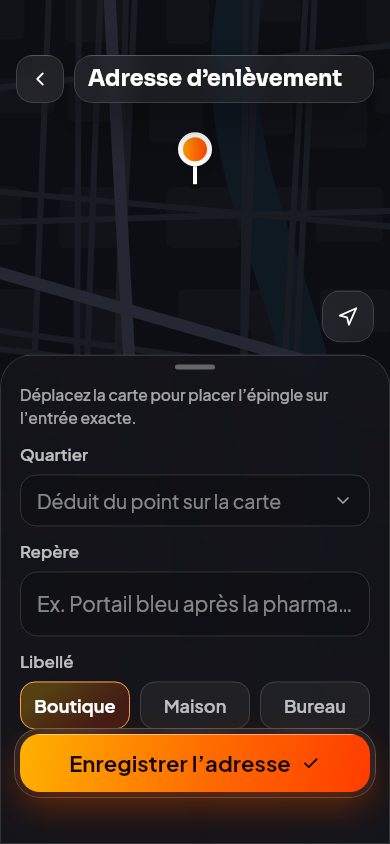 Adresse d’enlèvement
Déplacez la carte pour placer l’épingle sur
l’entrée exacte.
Quartier
Déduit du point sur la carte
Repère
Ex. Portail bleu après la pharma...
Libellé
Boutique
Maison
Bureau
Enregistrer l’adresse